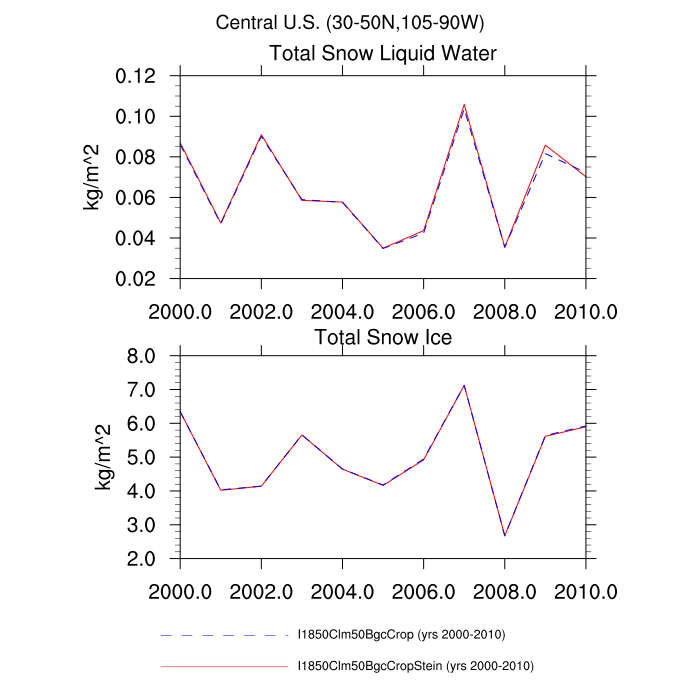 Central U.S. (30-50N,105-90W)
Total Snow Liquid Water
0.12
0.10
0.08
0.06
0.04
0.02
kg/m^2
2000.0 2002.0 2004.0 2006.0 2008.0 2010.0
Total Snow Ice
8.0
7.0
6.0
5.0
4.0
3.0
2.0
kg/m^2
2000.0 2002.0 2004.0 2006.0 2008.0 2010.0
I1850Clm50BgcCrop (yrs 2000-2010)
I1850Clm50BgcCropStein (yrs 2000-2010)